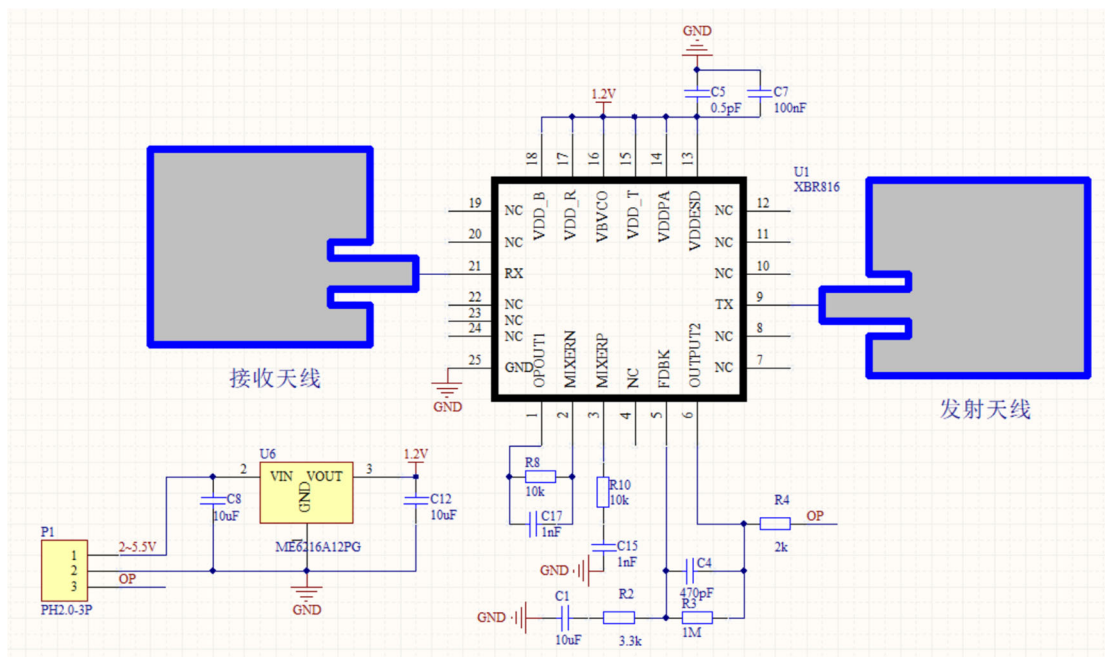 GND
C5
0.5pF
C7
100nF
1.2V
18
17
16
15
14
13
U1
XBR816
VDD_B
VDD_R
VBVCO
VDD_T
VDDPA
VDDESD
19
NC
20
NC
21
RX
22
NC
23
NC
24
NC
25
GND
GND
NC
12
NC
11
NC
10
TX
9
NC
8
NC
7
OPOUT1
MIXERN
MIXERP
NC
FDBK
OUTPUT2
1
2
3
4
5
6
接收天线
发射天线
R8
10k
C17
1nF
R10
10k
C15
1nF
GND
R4
2k
OP
C4
470pF
R3
1M
GND
C1
10uF
R2
3.3k
U6
2
VIN
VOUT
3
GND
1
ME6216A12PG
1.2V
C8
10uF
C12
10uF
P1
1
2
3
2~5.5V
OP
PH2.0-3P
GND